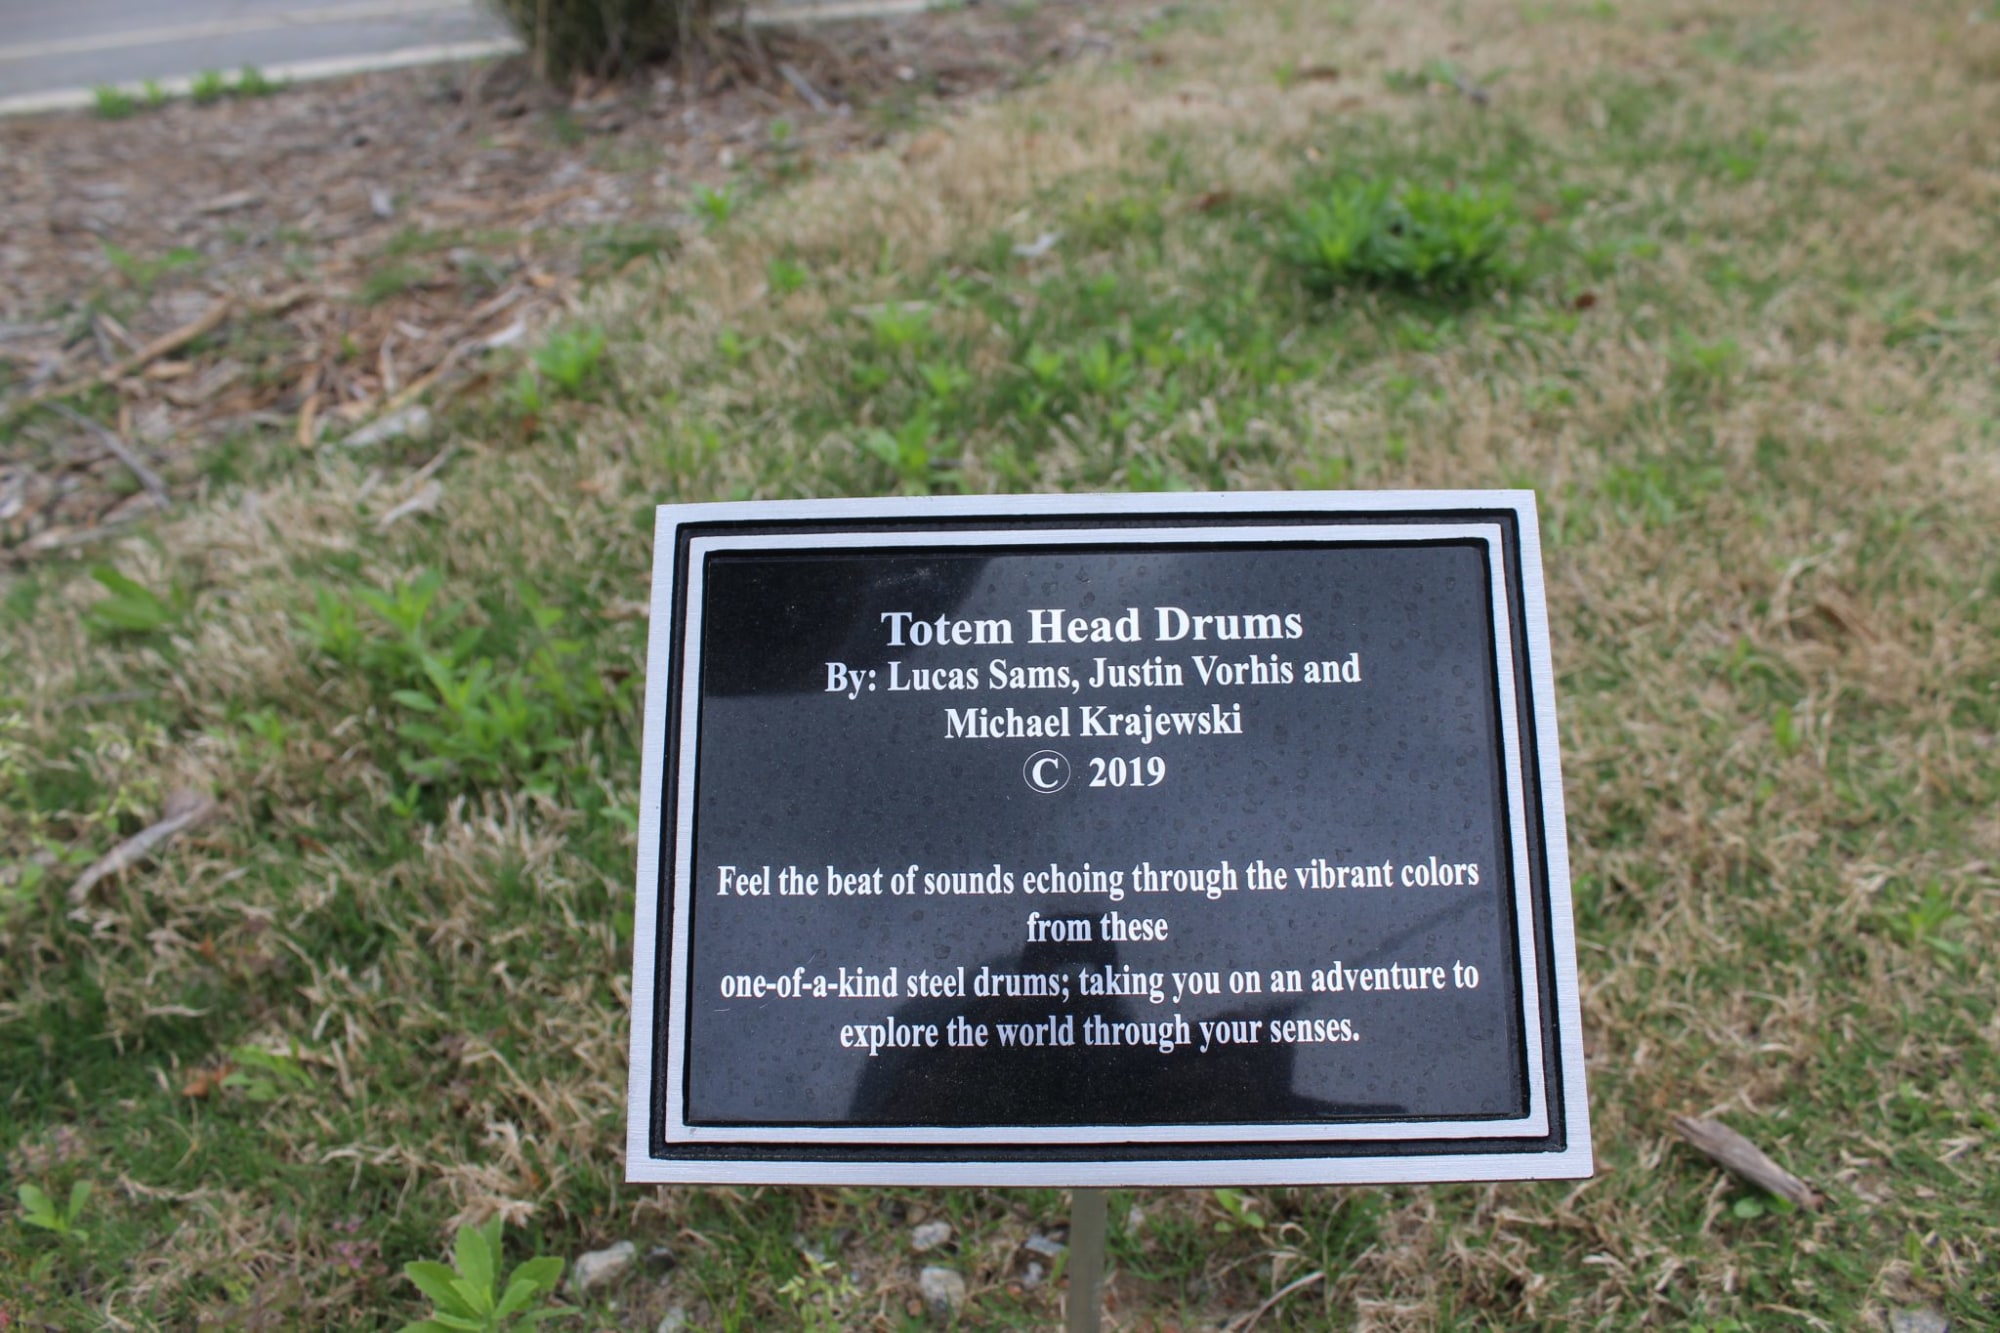 Totem Head Drums
By: Lucas Sams, Justin Vorhis and
Michael Krajewski
© 2019
Feel the beat of sounds echoing through the vibrant colors
from these
one-of-a-kind steel drums; taking you on an adventure to
explore the world through your senses.